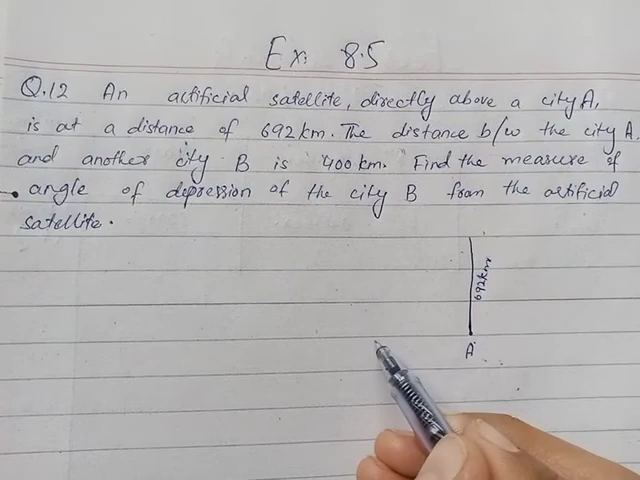 Ex: 8.5
Q.12 An artificial satellite, directly above a city A,
is at a distance of 692 km. The distance b/w the city A
and another city B is 400 km. Find the measure of
angle of depression of the city B from the artificial
satellite.
692km
A